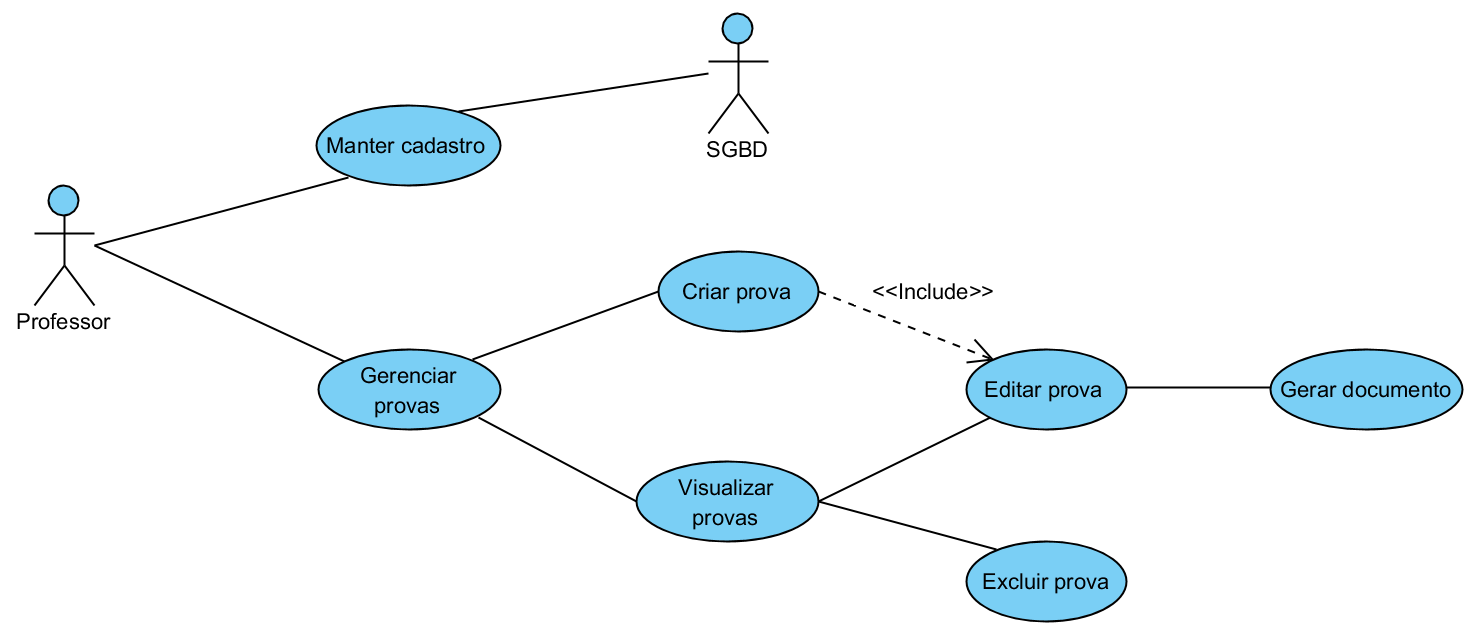 SGBD
Manter cadastro
Professor
Criar prova
<<Include>>
Gerenciar
provas
Editar prova
Gerar documento
Visualizar
provas
Excluir prova